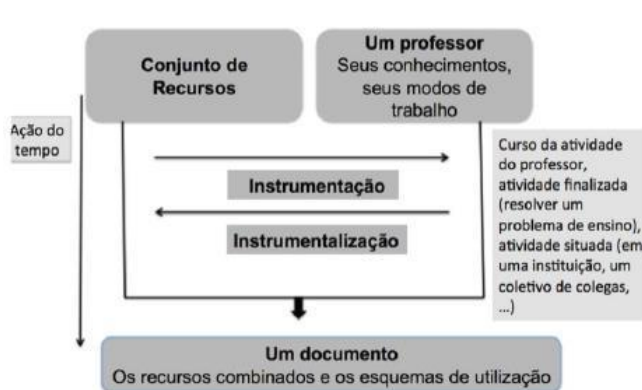 Conjunto de
Recursos
Um professor
Seus conhecimentos,
seus modos de
trabalho
Ação do
tempo
Instrumentação
Instrumentalização
Curso da atividade
do professor,
atividade finalizada
(resolver um
problema de ensino),
atividade situada (em
uma instituição, um
coletivo de colegas,
...)
Um documento
Os recursos combinados e os esquemas de utilização